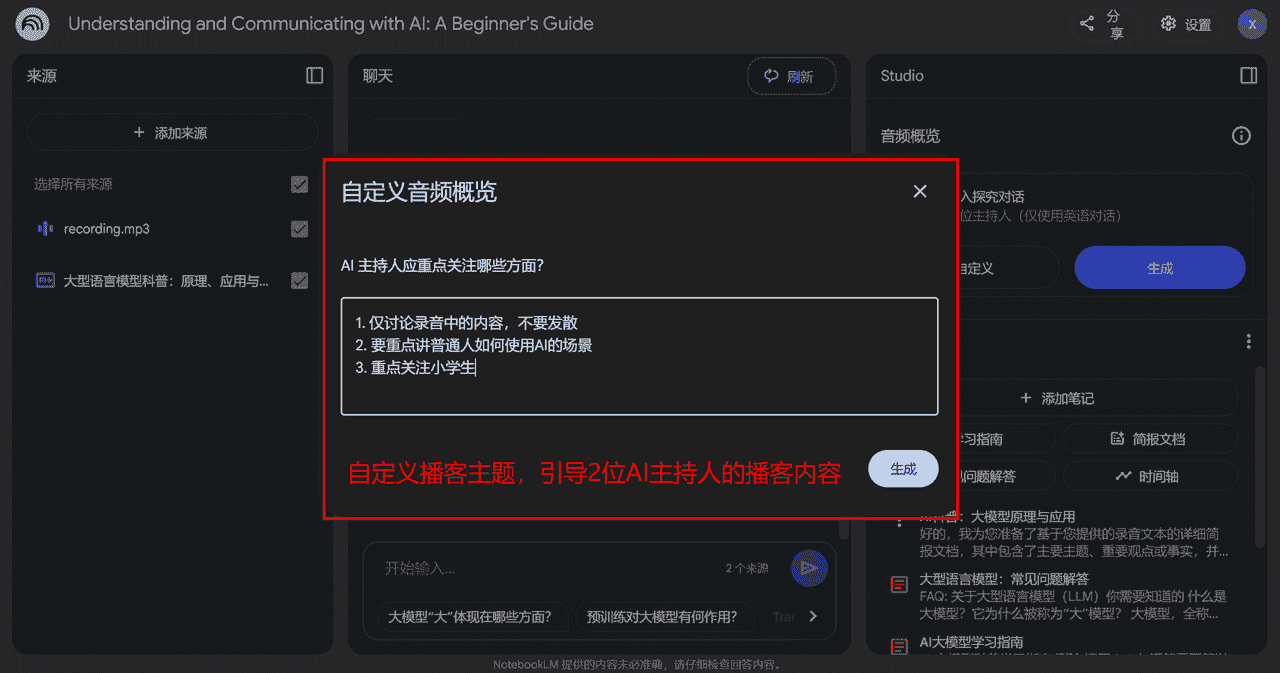 Understanding and Communicating with AI: A Beginner's Guide
分享
设置
X
来源
聊天
刷新
Studio
添加来源
音频概览
选择所有来源
recording.mp3
大型语言模型科普：原理、应用与...
自定义音频概览
AI 主持人应重点关注哪些方面？
1. 仅讨论录音中的内容，不要发散
2. 要重点讲普通人如何使用AI的场景
3. 重点关注小学生
自定义播客主题，引导2位AI主持人的播客内容
生成
入探究对话
位主持人（仅使用英语对话）
自定义
生成
添加笔记
学习指南
简报文档
见问题解答
时间轴
AI科普：大模型原理与应用
好的，我为您准备了基于您提供的录音文本的详细简
报文档，其中包含了主要主题、重要观点或事实，并...
大型语言模型：常见问题解答
FAQ: 关于大型语言模型（LLM）你需要知道的 什么是
大模型？它为什么被称为“大”模型？ 大模型，全称...
AI大模型学习指南
开始输入...
2 个来源
大模型“大”体现在哪些方面？
预训练对大模型有何作用？
Trar
NotebookLM 提供的内容未必准确，请仔细检查回答内容。